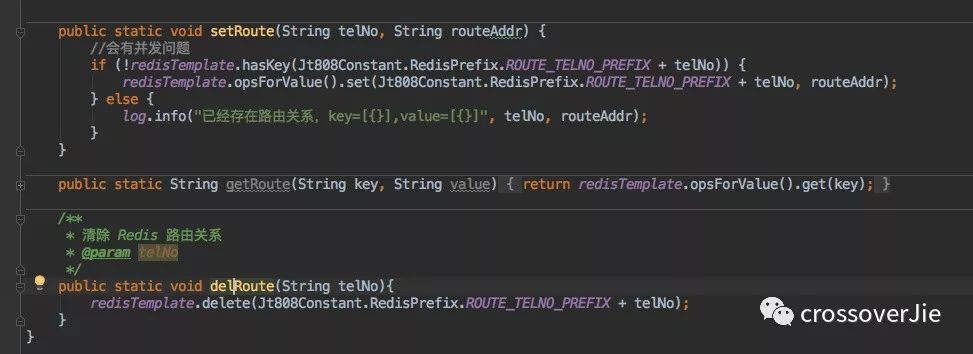 public static void setRoute(String telNo, String routeAddr) {
//会有并发问题
if (!redisTemplate.hasKey(Jt808Constant.RedisPrefix.ROUTE_TELNO_PREFIX + telNo)) {
redisTemplate.opsForValue().set(Jt808Constant.RedisPrefix.ROUTE_TELNO_PREFIX + telNo, routeAddr);
} else {
log.info("已经存在路由关系，key=[{}],value=[{}]", telNo, routeAddr);
}
}
public static String getRoute(String key, String value) { return redisTemplate.opsForValue().get(key); }
/**
* 清除 Redis 路由关系
* @param telNo
*/
public static void delRoute(String telNo){
redisTemplate.delete(Jt808Constant.RedisPrefix.ROUTE_TELNO_PREFIX + telNo);
}
}
crossoverJie